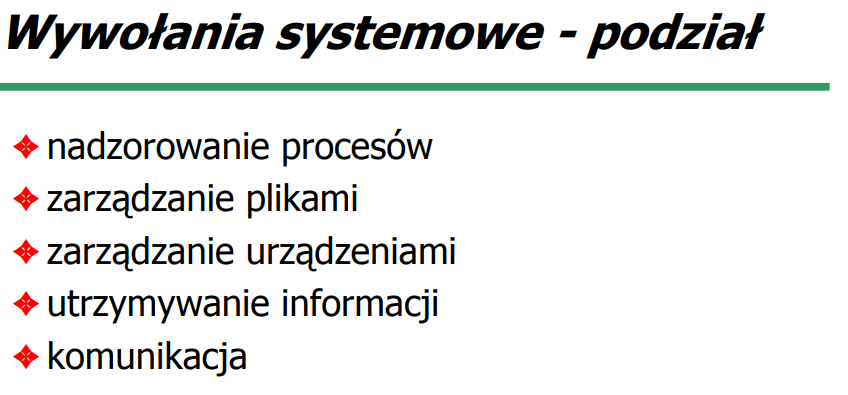 Wywołania systemowe - podział
nadzorowanie procesów
zarządzanie plikami
zarządzanie urządzeniami
utrzymywanie informacji
komunikacja